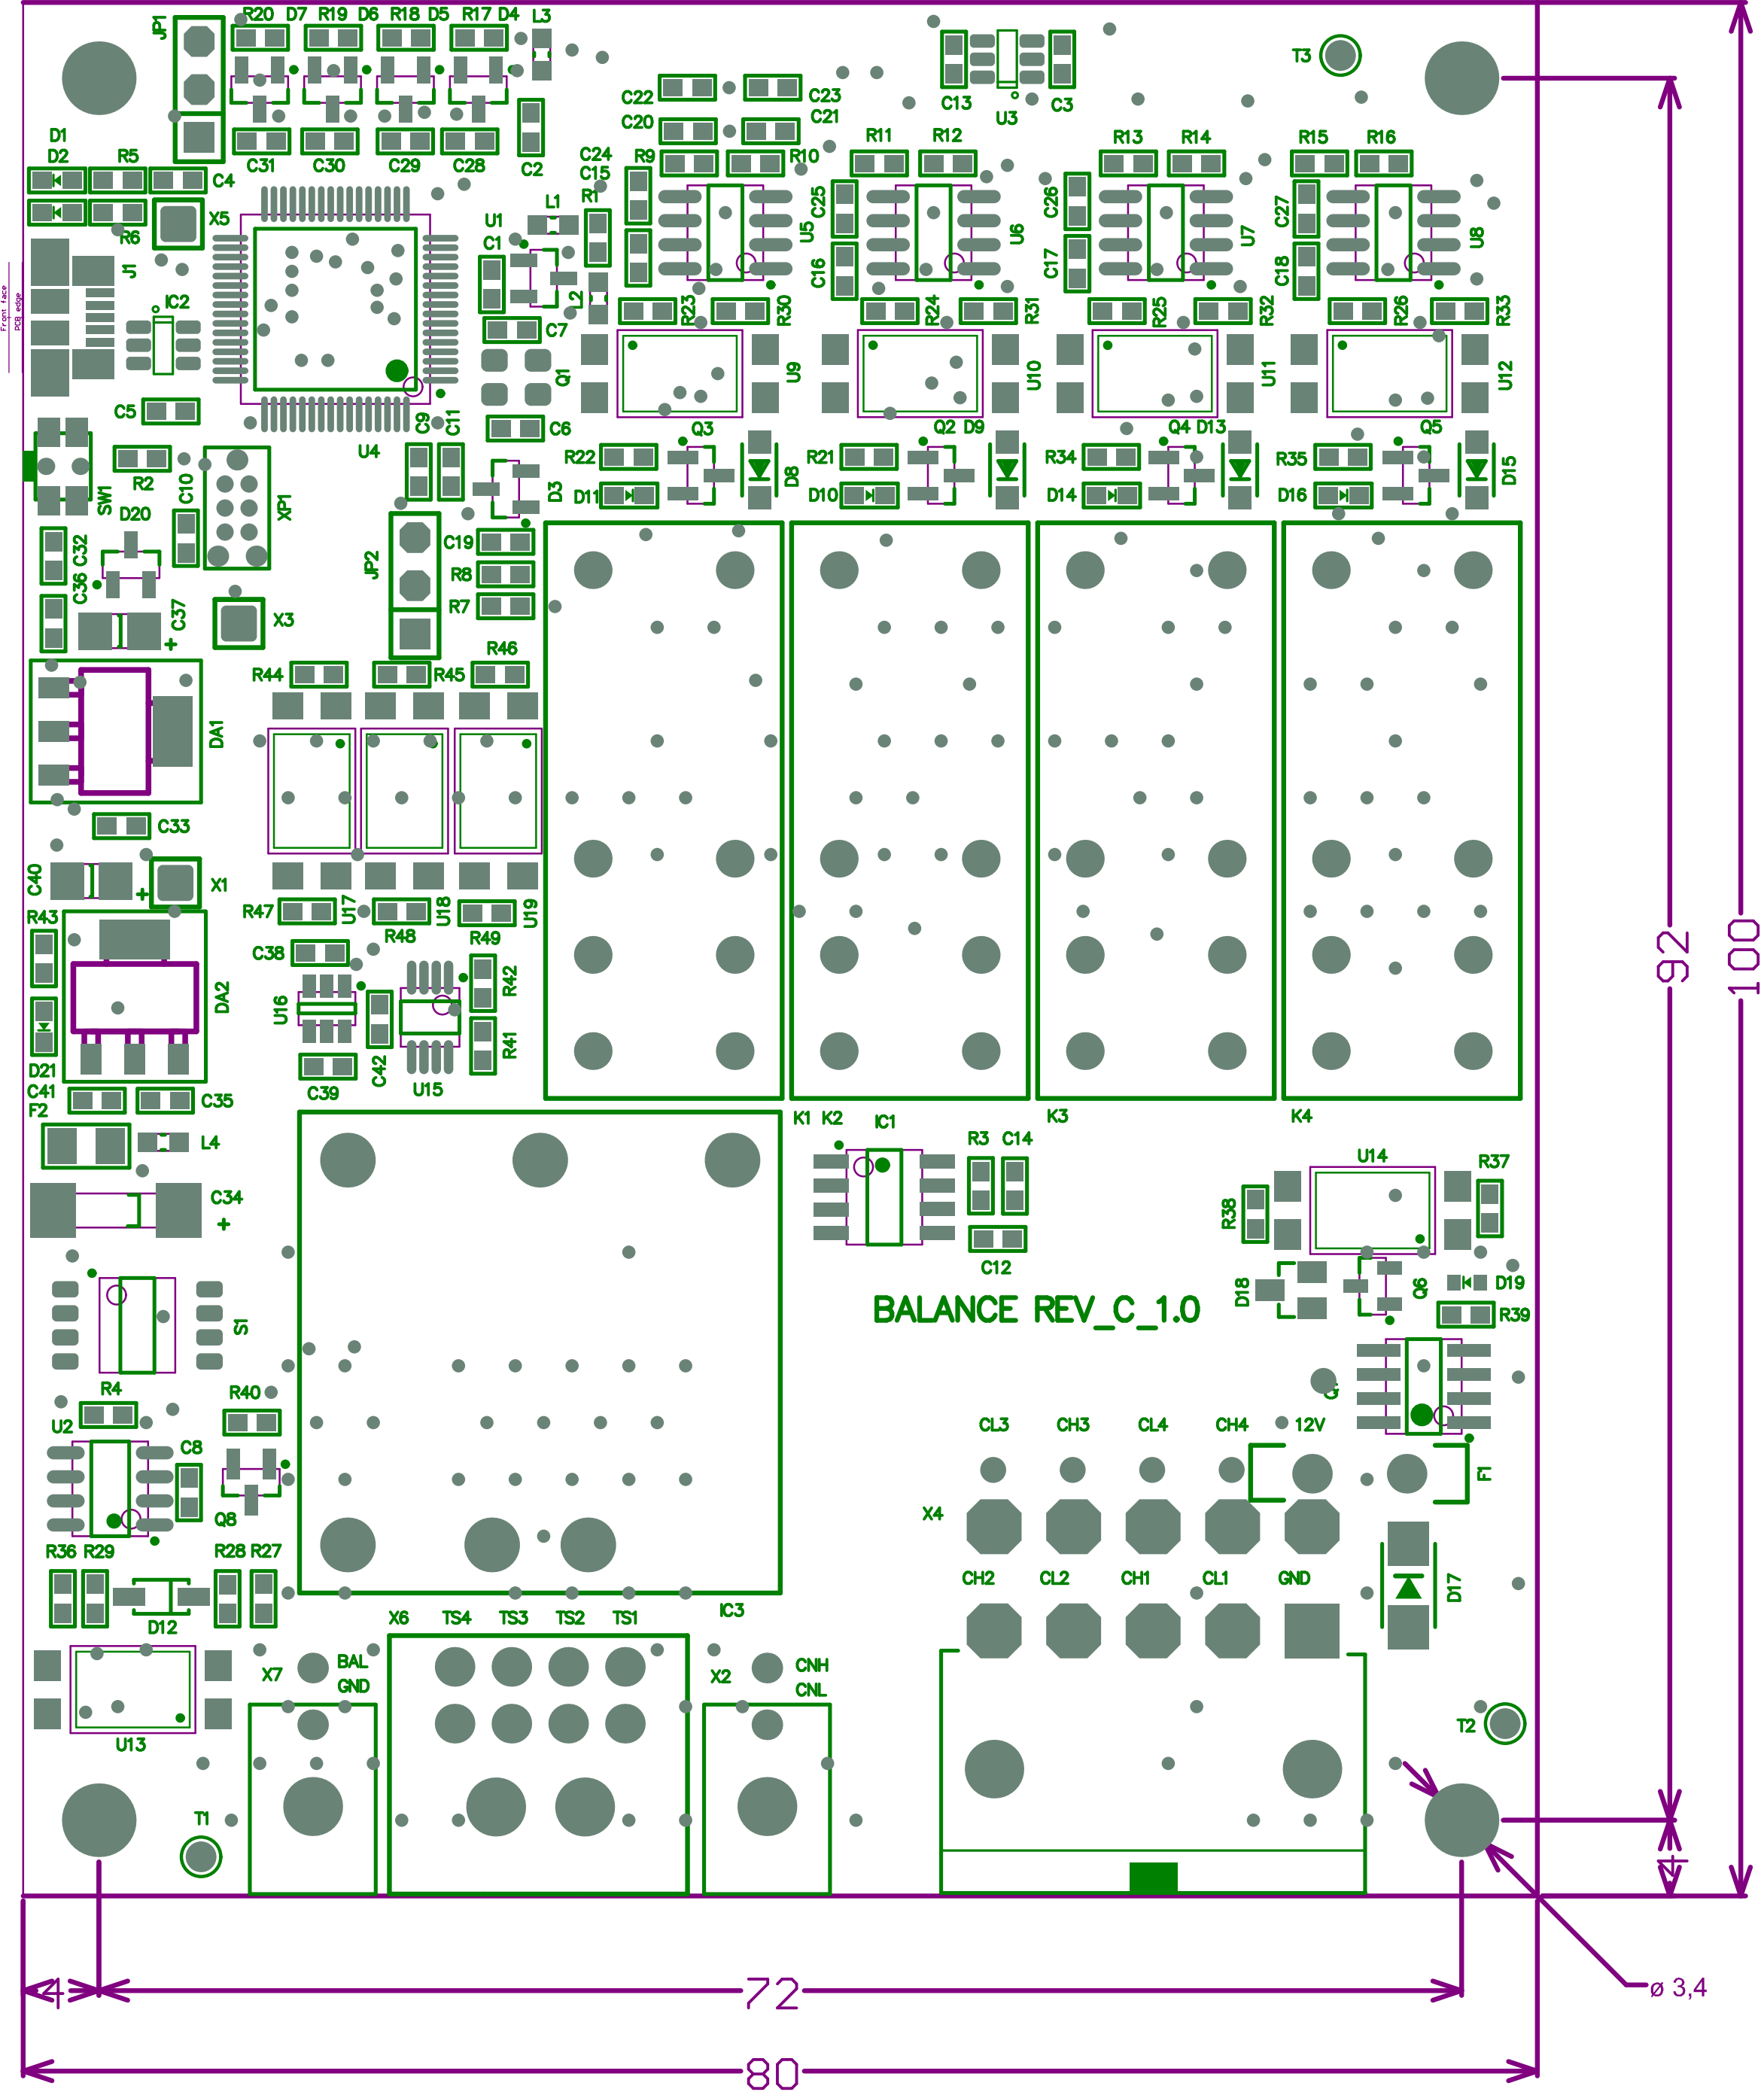 R20 D7 R19 D6 R18 D5 R17 D4 L3
JP1
T3
C22 C23
C13 U3 C3
C20 C21
D1
D2 R5
C31 C30 C29 C28 C2
C24
C15 R9 R10 R11 R12 R13 R14 R15 R16
C4
R1
X5 U1 L1
R6 C1
C25 U5 U6 C26 U7 C27 U8
J1
Front face
PCB edge
IC2
L2
C16 C17 C18
C7
R23 R30 R24 R31 R25 R32 R26 R33
Q1
U9 U10 U11 U12
C5
C9 C11
C6
Q3 Q2 D9 Q4 D13 Q5
U4
R22 R21 R34 R35
R2
D8 D15
SW1 C10 XP1 D3
D11 D10 D14 D16
D20
C32
C19
JP2
R8
C36
R7
C37
+
X3
R46
R44 R45
DA1
C33
C40 + X1
R43 R47 U17 R48 U18 R49 U19
C38
R42
DA2 U16
R41
D21 C39 C42 U15
C41 C35
F2
K1 K2 IC1 K3 K4
L4
R3 C14
U14 R37
C34
+
R38
C12
D18 Q6 D19
BALANCE REV_C_1.0
R39
S1
R4 R40
U2 C8
CL3 CH3 CL4 CH4 12V
F1
X4
Q8
R36 R29 R28 R27
CH2 CL2 CH1 CL1 GND
D17
D12
X6 TS4 TS3 TS2 TS1 IC3
X7 BAL
GND
X2 CNH
CNL
U13
T2
T1
92
100
4
4
72
ø 3,4
80